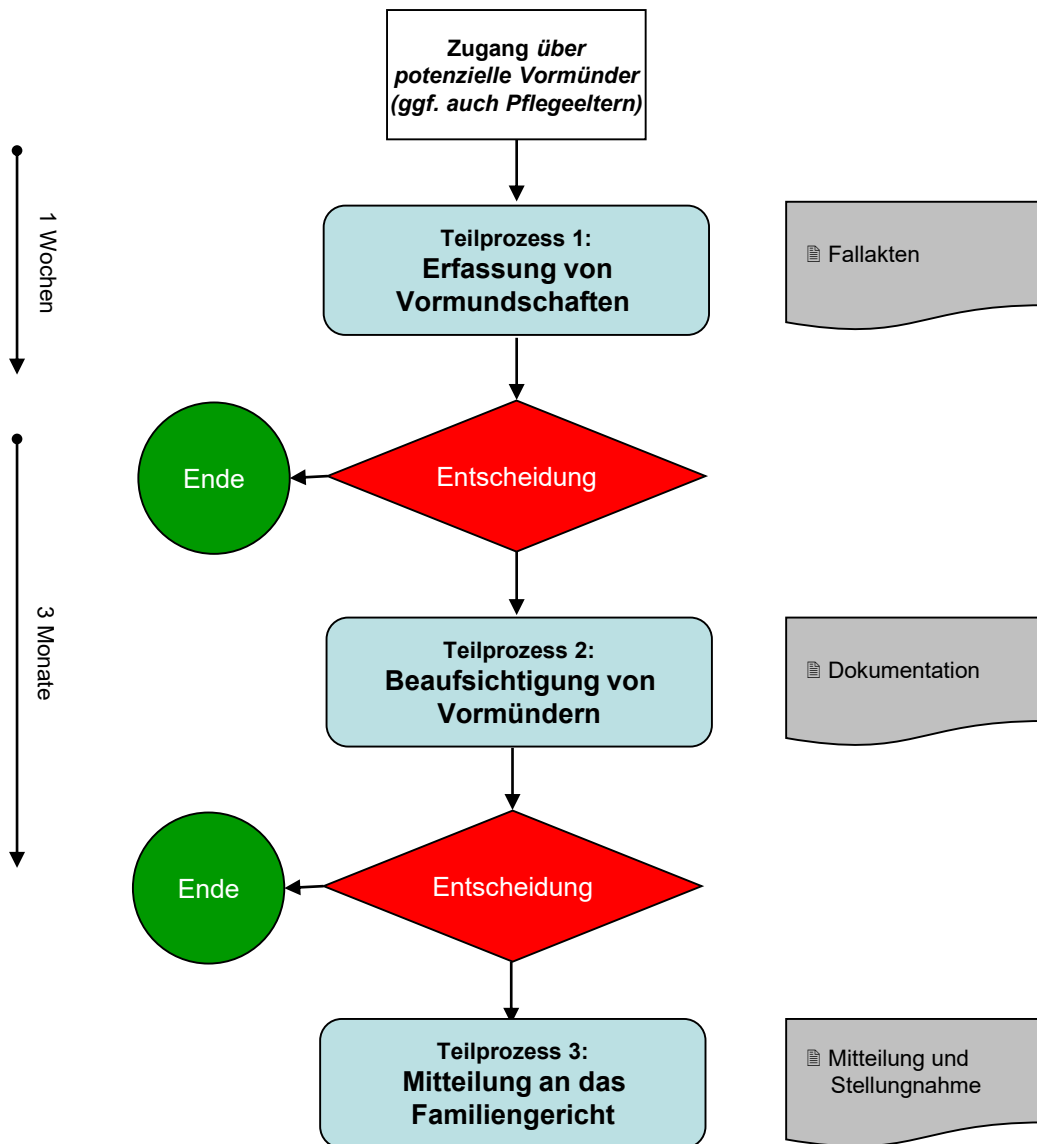 Zugang über
potenzielle Vormünder
(ggf. auch Pflegeeltern)
1 Wochen
Teilprozess 1:
Erfassung von
Vormundschaften
Fallakten
Ende
Entscheidung
3 Monate
Teilprozess 2:
Beaufsichtigung von
Vormündern
Dokumentation
Ende
Entscheidung
Teilprozess 3:
Mitteilung an das
Familiengericht
Mitteilung und
Stellungnahme